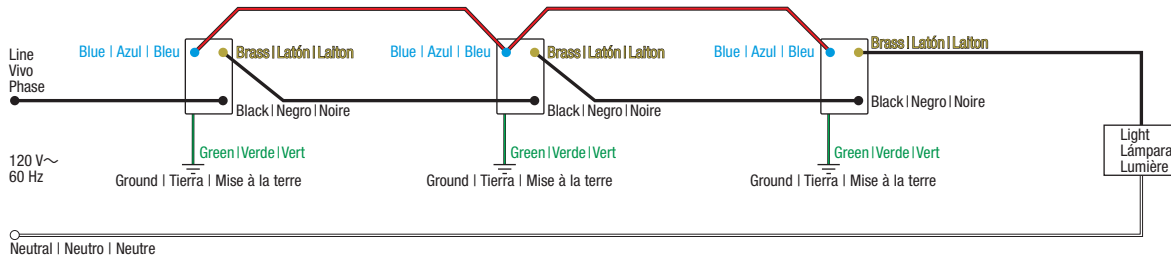 Line
Vivo
Phase
Blue | Azul | Bleu
Brass | Latón | Laiton
Blue | Azul | Bleu
Brass | Latón | Laiton
Blue | Azul | Bleu
Brass | Latón | Laiton
Black | Negro | Noire
Black | Negro | Noire
Black | Negro | Noire
120 V~
60 Hz
Green | Verde | Vert
Green | Verde | Vert
Green | Verde | Vert
Ground | Tierra | Mise à la terre
Ground | Tierra | Mise à la terre
Ground | Tierra | Mise à la terre
Light
Lámpara
Lumière
Neutral | Neutro | Neutre